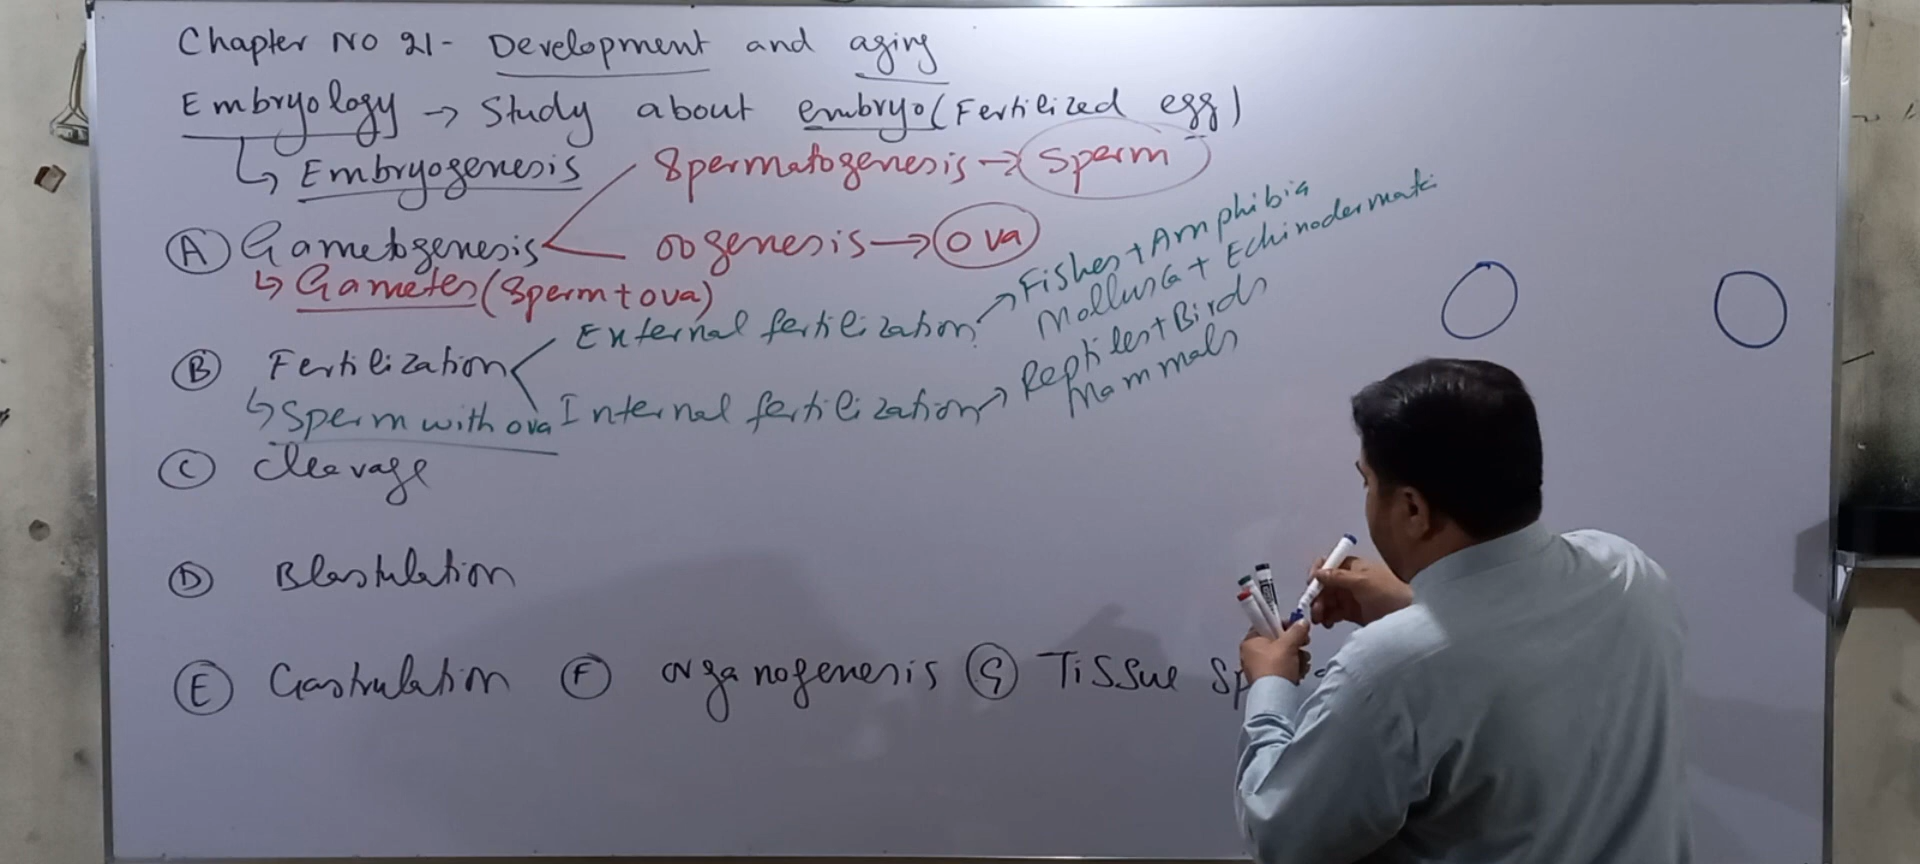 Chapter No 21- Development and aging
Embryology → Study about embryo (Fertilized egg)
↳ Embryogenesis
Spermatogenesis → Sperm
(A) Gametogenesis
oogenesis → ova
↳ Gametes (Sperm + ova)
(B) Fertilization
External fertilization → Fishes + Amphibia
Mollusca + Echinodermata
↳ Sperm with ova
Internal fertilization → Reptiles + Birds
Mammals
(C) Cleavage
(D) Blastulation
(E) Gastrulation (F) organogenesis (G) Tissue